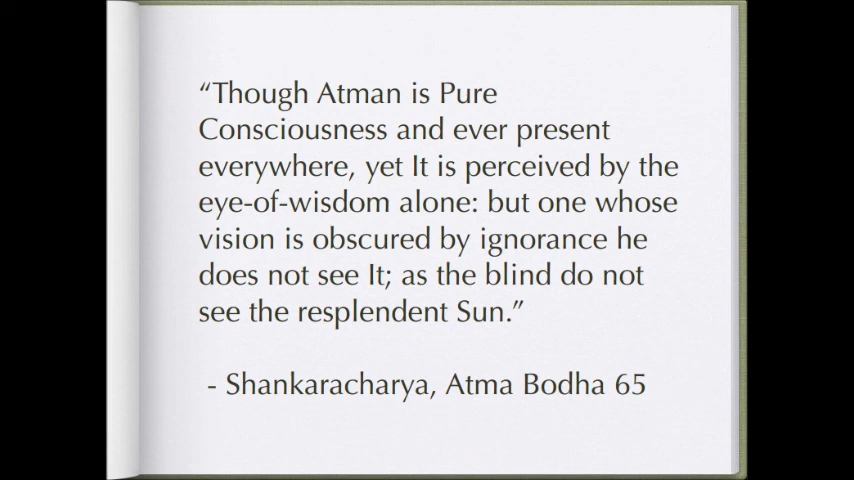 “Though Atman is Pure
Consciousness and ever present
everywhere, yet It is perceived by the
eye-of-wisdom alone: but one whose
vision is obscured by ignorance he
does not see It; as the blind do not
see the resplendent Sun.”
- Shankaracharya, Atma Bodha 65